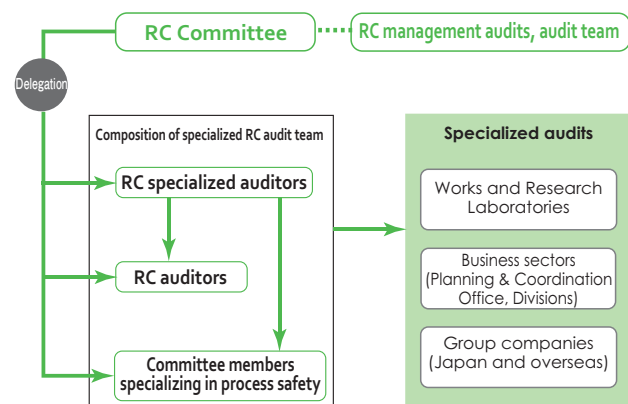 RC Committee
RC management audits, audit team
Delegation
Composition of specialized RC audit team
RC specialized auditors
RC auditors
Committee members
specializing in process safety
Specialized audits
Works and Research
Laboratories
Business sectors
(Planning & Coordination
Office, Divisions)
Group companies
(Japan and overseas)